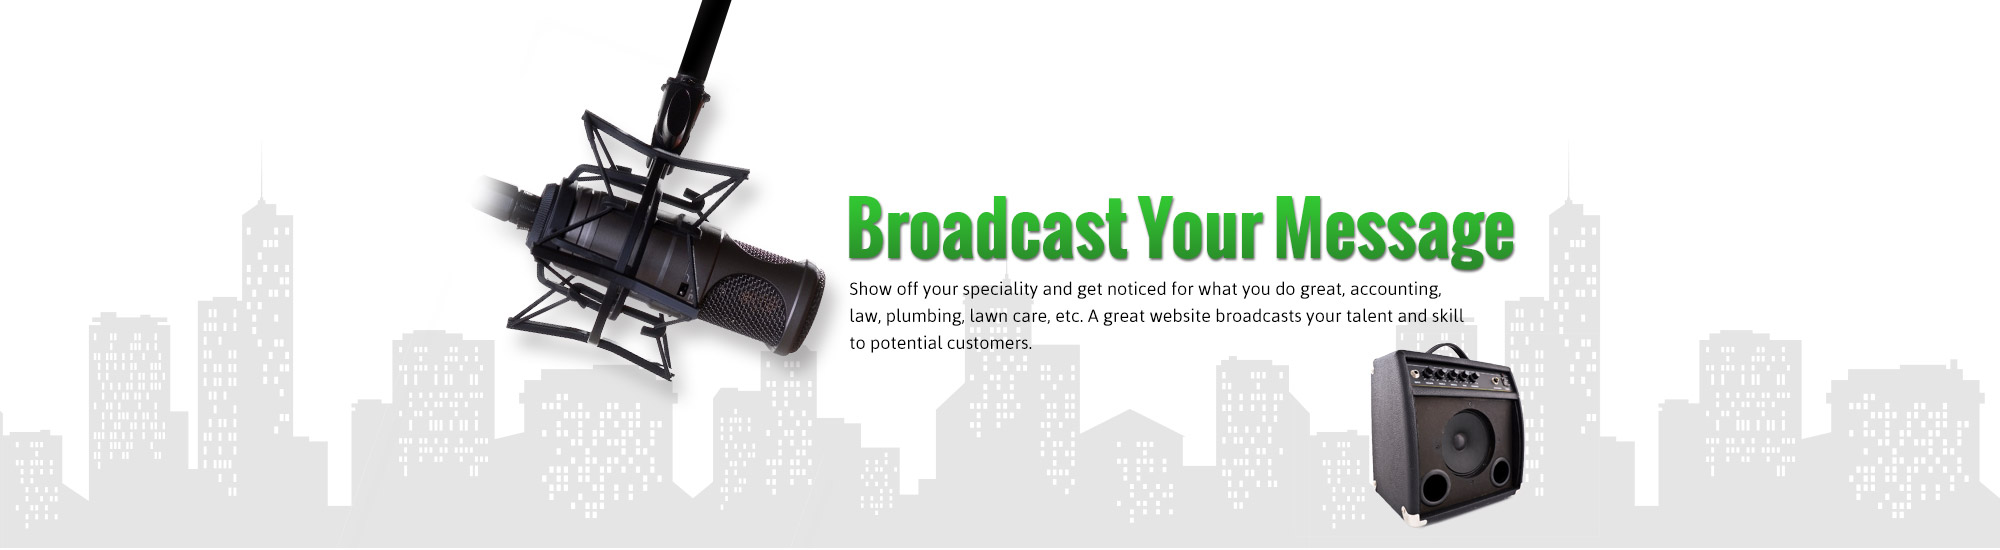 Broadcast Your Message
Show off your speciality and get noticed for what you do great, accounting,
law, plumbing, lawn care, etc. A great website broadcasts your talent and skill
to potential customers.